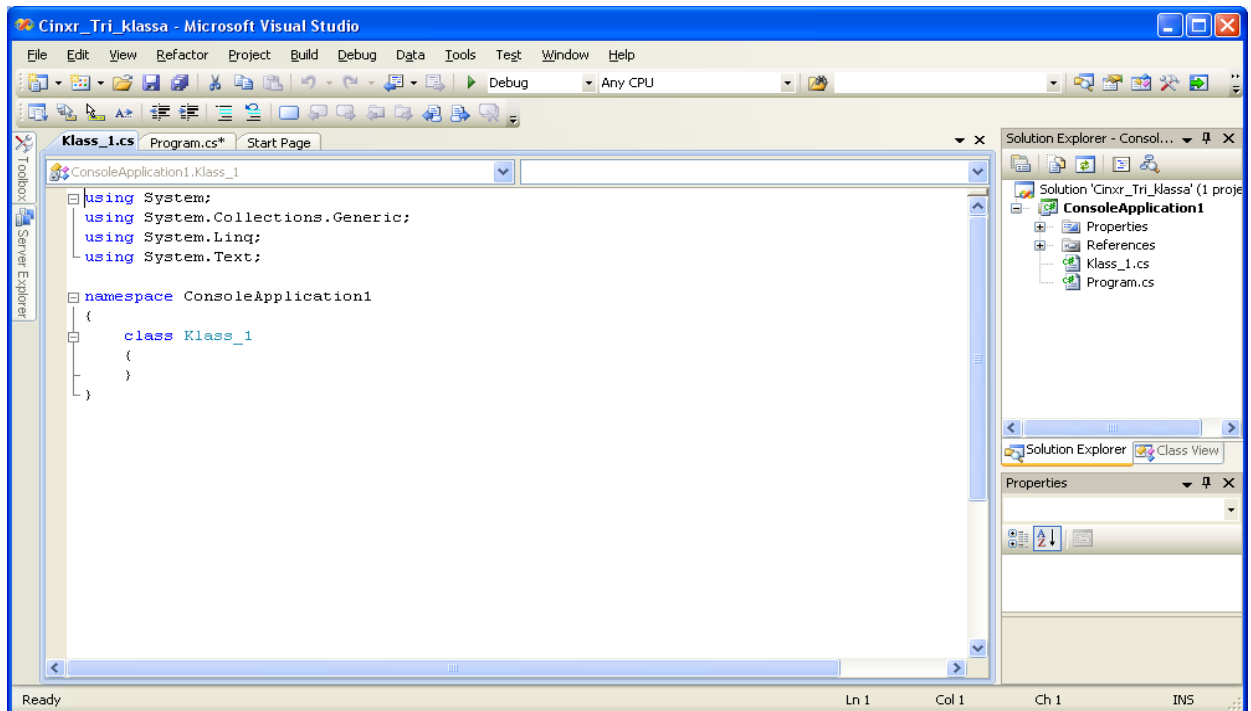 Cinxr_Tri_klassa - Microsoft Visual Studio
File Edit View Refactor Project Build Debug Data Tools Test Window Help
Debug Any CPU
Klass_1.cs Program.cs* Start Page
ConsoleApplication1.Klass_1
using System;
using System.Collections.Generic;
using System.Linq;
using System.Text;
namespace ConsoleApplication1
{
class Klass_1
{
}
}
Toolbox
Server Explorer
Solution Explorer - Consol...
Solution 'Cinxr_Tri_klassa' (1 proje
ConsoleApplication1
Properties
References
Klass_1.cs
Program.cs
Solution Explorer Class View
Properties
Ready Ln 1 Col 1 Ch 1 INS